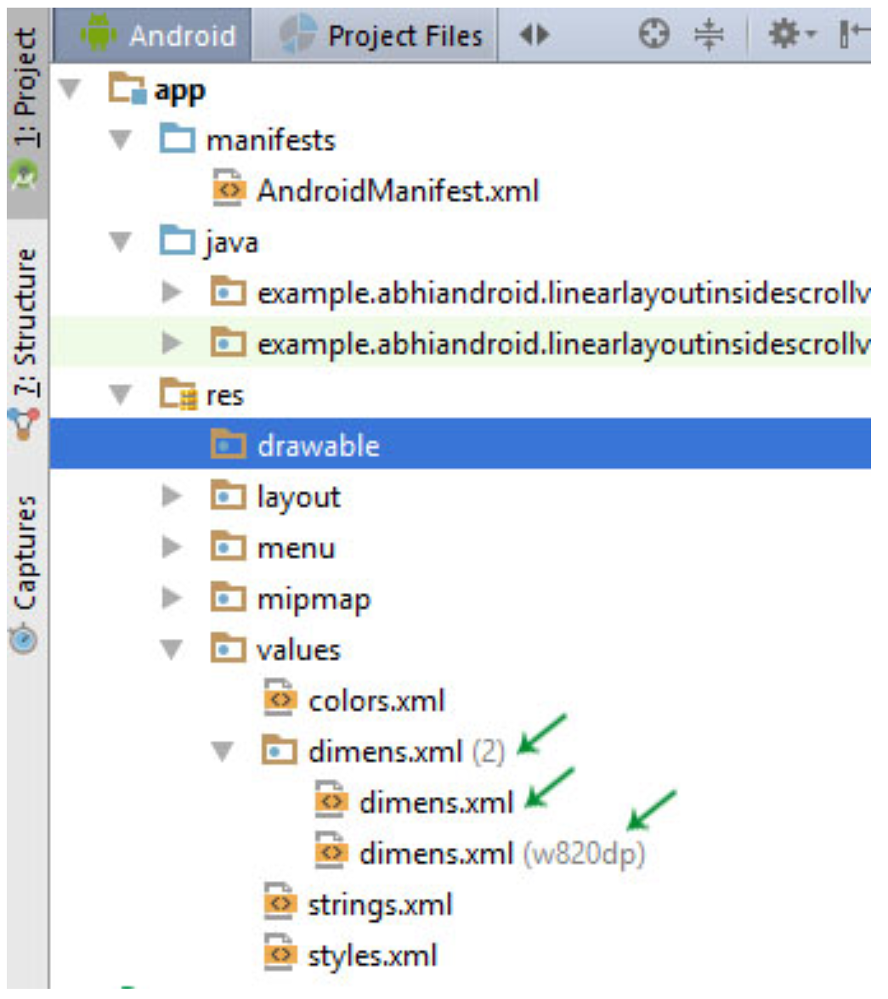 Android Project Files
1: Project
7: Structure
Captures
app
manifests
AndroidManifest.xml
java
example.abhiandroid.linearlayoutinsidescrollv
example.abhiandroid.linearlayoutinsidescrollv
res
drawable
layout
menu
mipmap
values
colors.xml
dimens.xml (2)
dimens.xml
dimens.xml (w820dp)
strings.xml
styles.xml